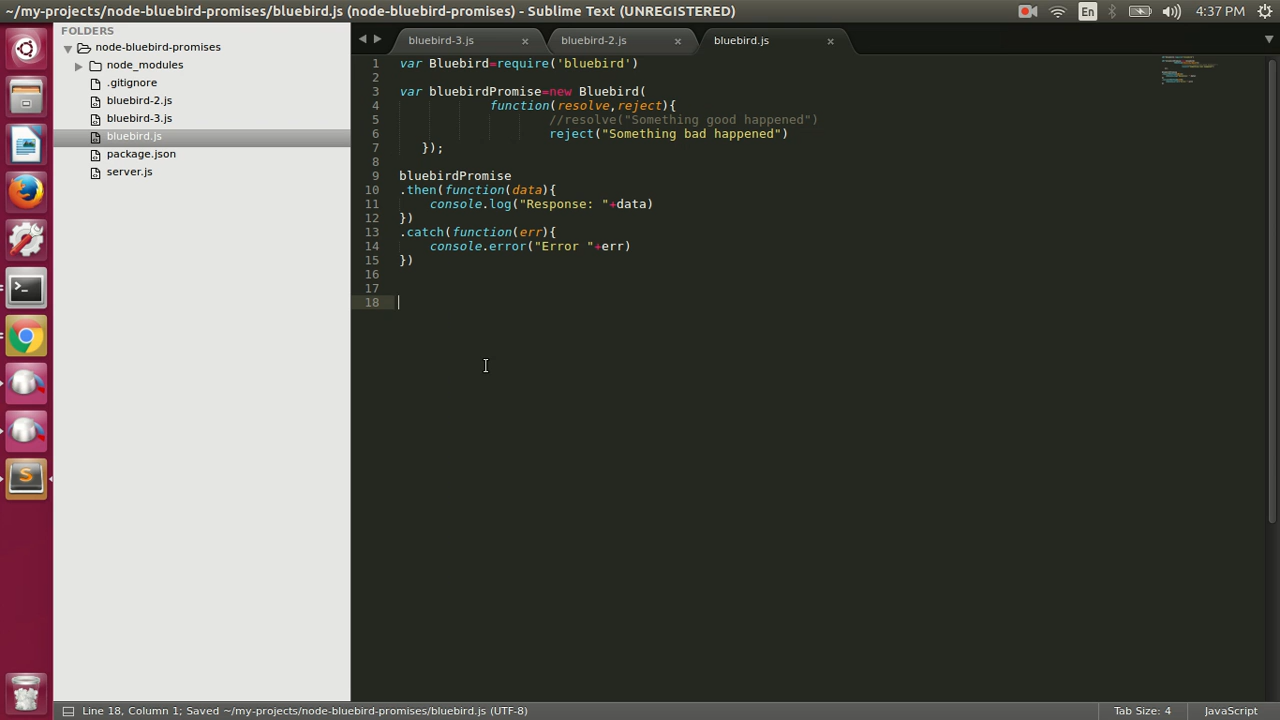 ~/my-projects/node-bluebird-promises/bluebird.js (node-bluebird-promises) - Sublime Text (UNREGISTERED)
En
4:37 PM
FOLDERS
node-bluebird-promises
node_modules
.gitignore
bluebird-2.js
bluebird-3.js
bluebird.js
package.json
server.js
bluebird-3.js × bluebird-2.js × bluebird.js ×
1 var Bluebird=require('bluebird')
2
3 var bluebirdPromise=new Bluebird(
4 function(resolve,reject){
5 //resolve("Something good happened")
6 reject("Something bad happened")
7 });
8
9 bluebirdPromise
10 .then(function(data){
11 console.log("Response: "+data)
12 })
13 .catch(function(err){
14 console.error("Error "+err)
15 })
16
17
18
Line 18, Column 1; Saved ~/my-projects/node-bluebird-promises/bluebird.js (UTF-8)
Tab Size: 4
JavaScript